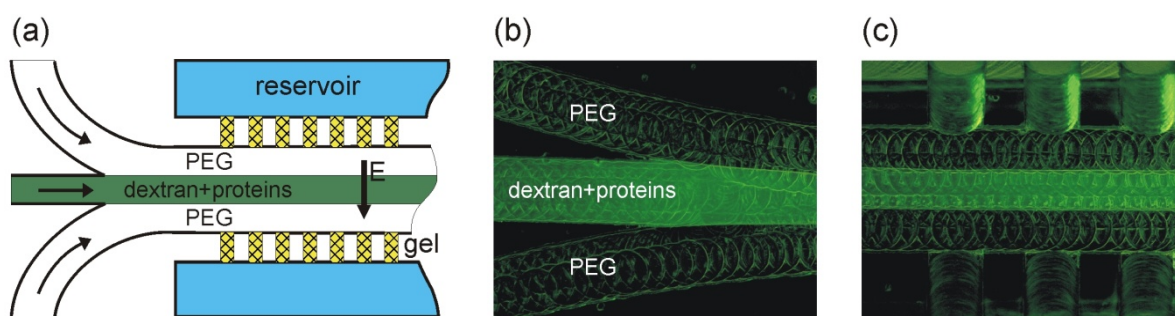 (a)
reservoir
PEG
E
dextran+proteins
PEG
gel
(b)
PEG
dextran+proteins
PEG
(c)